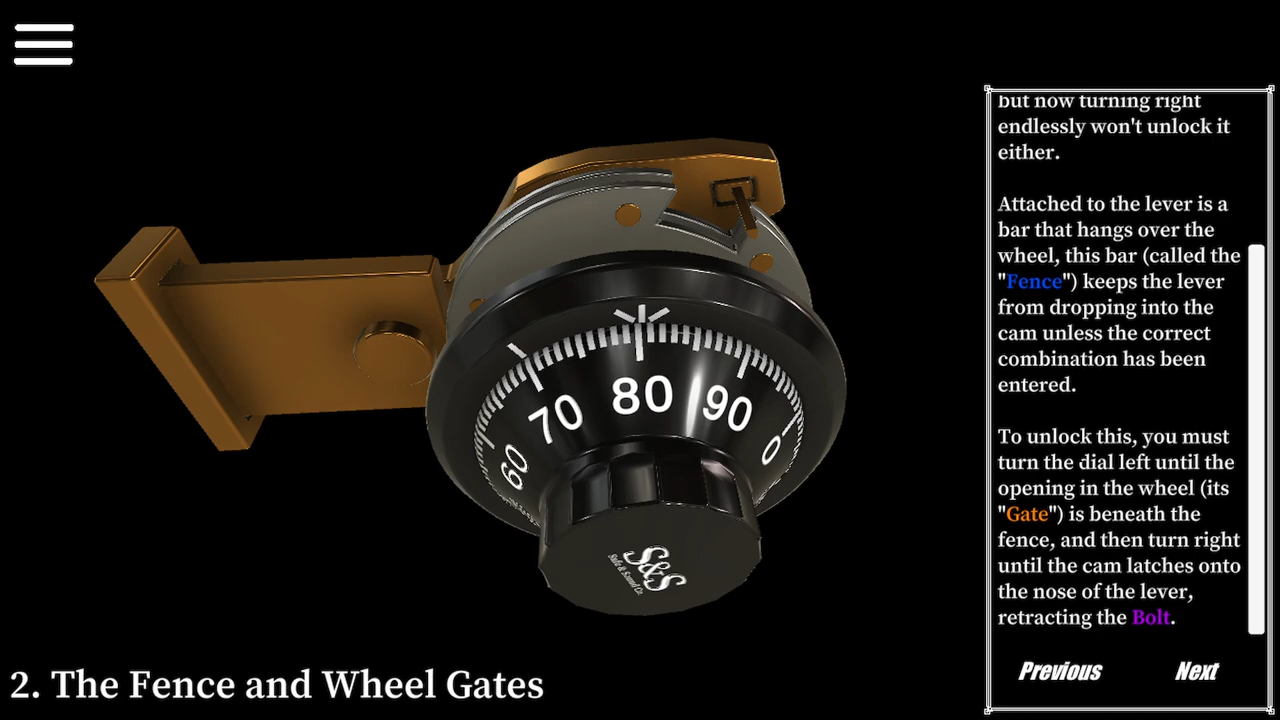 but now turning right
endlessly won't unlock it
either.
Attached to the lever is a
bar that hangs over the
wheel, this bar (called the
"Fence") keeps the lever
from dropping into the
cam unless the correct
combination has been
entered.
To unlock this, you must
turn the dial left until the
opening in the wheel (its
"Gate") is beneath the
fence, and then turn right
until the cam latches onto
the nose of the lever,
retracting the Bolt.
Previous Next
60 70 80 90 0
S&S
Safe & Sound Co.
2. The Fence and Wheel Gates